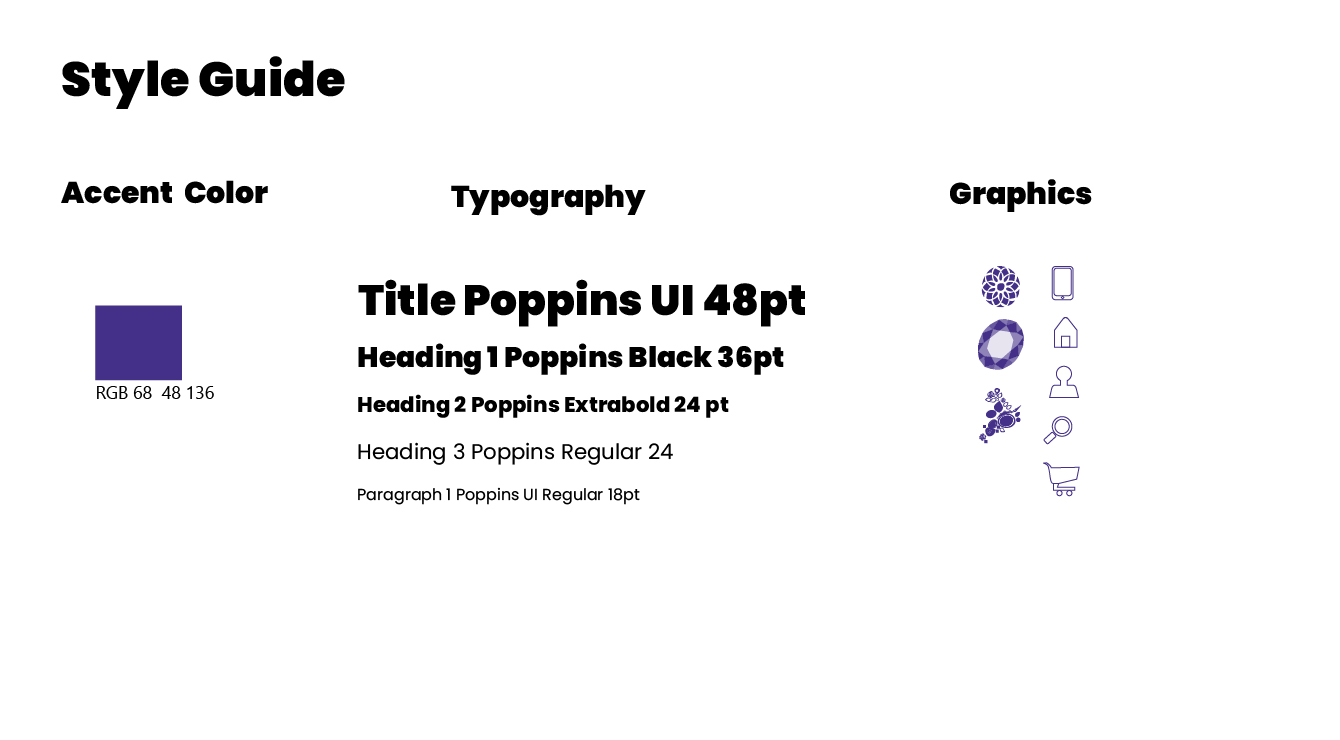 Style Guide
Accent Color
Typography
Graphics
RGB 68 48 136
Title Poppins UI 48pt
Heading 1 Poppins Black 36pt
Heading 2 Poppins Extrabold 24 pt
Heading 3 Poppins Regular 24
Paragraph 1 Poppins UI Regular 18pt